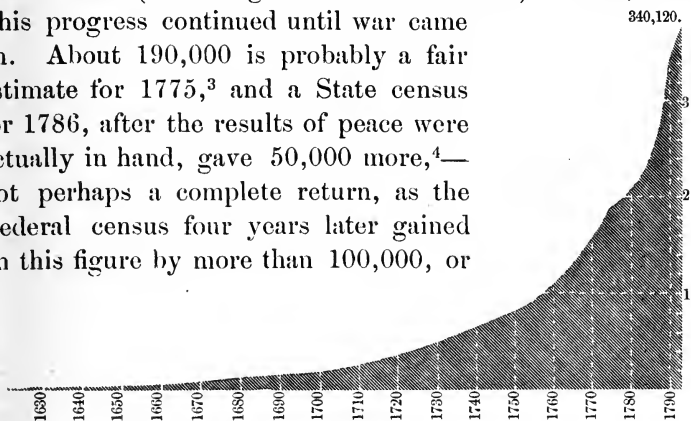 his progress continued until war came
n. About 190,000 is probably a fair
stimate for 1775,³ and a State census
r 1786, after the results of peace were
ctually in hand, gave 50,000 more,⁴—
ot perhaps a complete return, as the
ederal census four years later gained
n this figure by more than 100,000, or
340,120.
3
2
1
1630 1640 1650 1660 1670 1680 1690 1700 1710 1720 1730 1740 1750 1760 1770 1780 1790